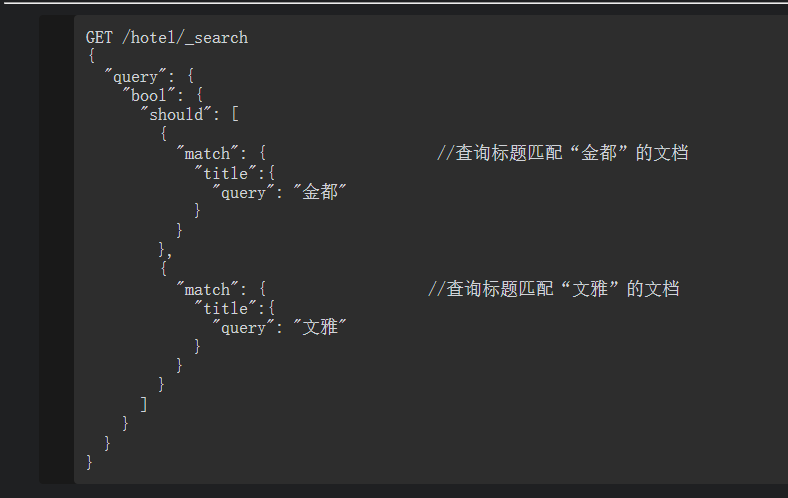 GET /hotel/_search
{
  "query": {
    "bool": {
      "should": [
        {
          "match": {                   //查询标题匹配“金都”的文档
            "title":{
              "query": "金都"
            }
          }
        },
        {
          "match": {                  //查询标题匹配“文雅”的文档
            "title":{
              "query": "文雅"
            }
          }
        }
      ]
    }
  }
}